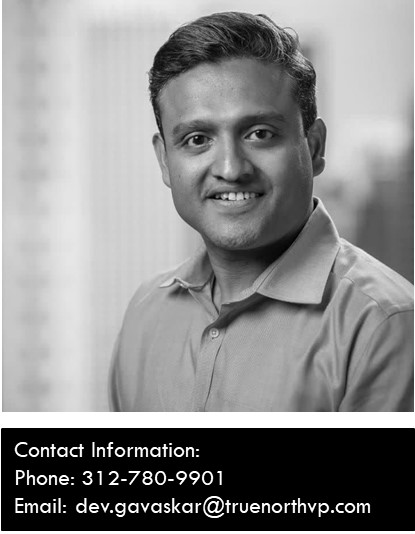 Contact Information:
Phone: 312-780-9901
Email: dev.gavaskar@truenorthvp.com